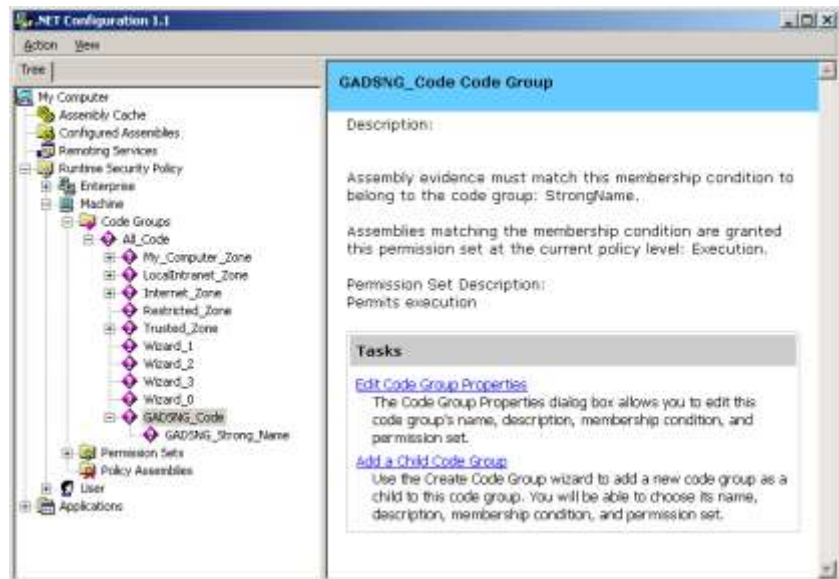 .NET Configuration 1.1
Action View
Tree
My Computer
Assembly Cache
Configured Assemblies
Remoting Services
Runtime Security Policy
Enterprise
Machine
Code Groups
All_Code
My_Computer_Zone
LocalIntranet_Zone
Internet_Zone
Restricted_Zone
Trusted_Zone
Wizard_1
Wizard_2
Wizard_3
Wizard_0
GADSNG_Code
GADSNG_Strong_Name
Permission Sets
Policy Assemblies
User
Applications
GADSNG_Code Code Group
Description:
Assembly evidence must match this membership condition to
belong to the code group: StrongName.
Assemblies matching the membership condition are granted
this permission set at the current policy level: Execution.
Permission Set Description:
Permits execution
Tasks
Edit Code Group Properties
The Code Group Properties dialog box allows you to edit this
code group's name, description, membership condition, and
permission set.
Add a Child Code Group
Use the Create Code Group wizard to add a new code group as a
child to this code group. You will be able to choose its name,
description, membership condition, and permission set.